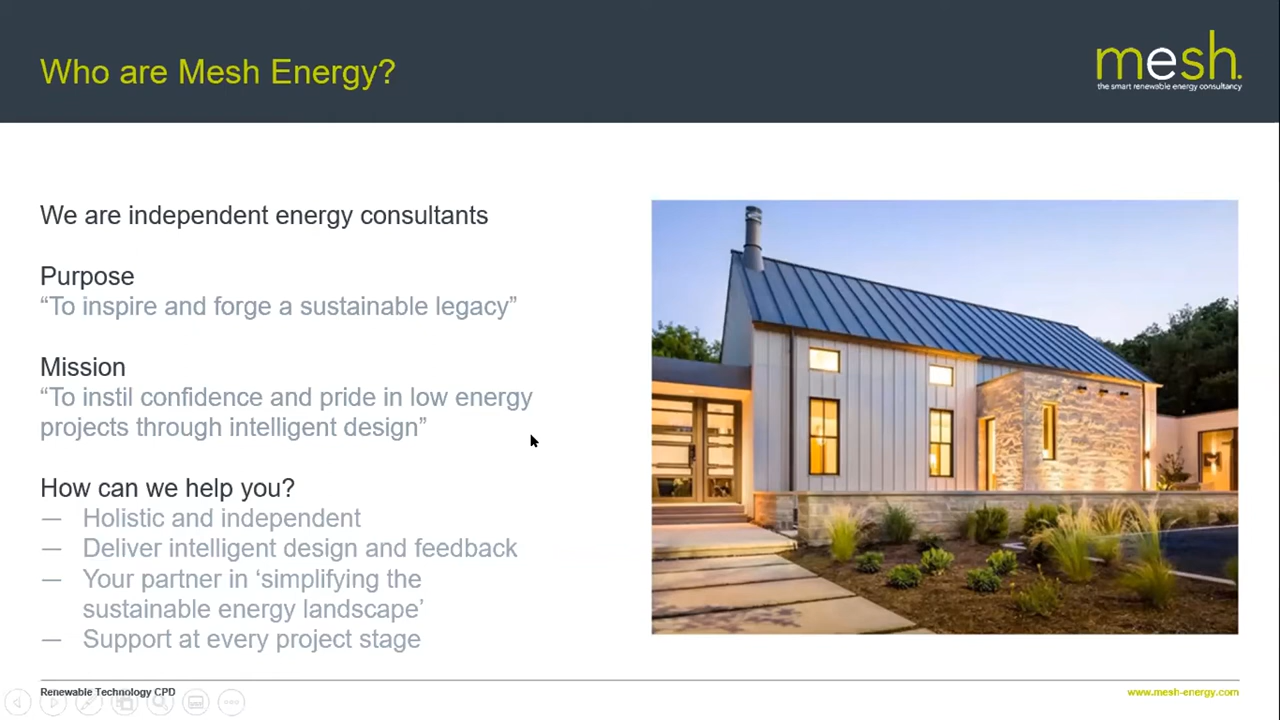 Who are Mesh Energy?
mesh.
the smart renewable energy consultancy
We are independent energy consultants
Purpose
“To inspire and forge a sustainable legacy”
Mission
“To instil confidence and pride in low energy
projects through intelligent design”
How can we help you?
— Holistic and independent
— Deliver intelligent design and feedback
— Your partner in ‘simplifying the
sustainable energy landscape’
— Support at every project stage
Renewable Technology CPD
www.mesh-energy.com